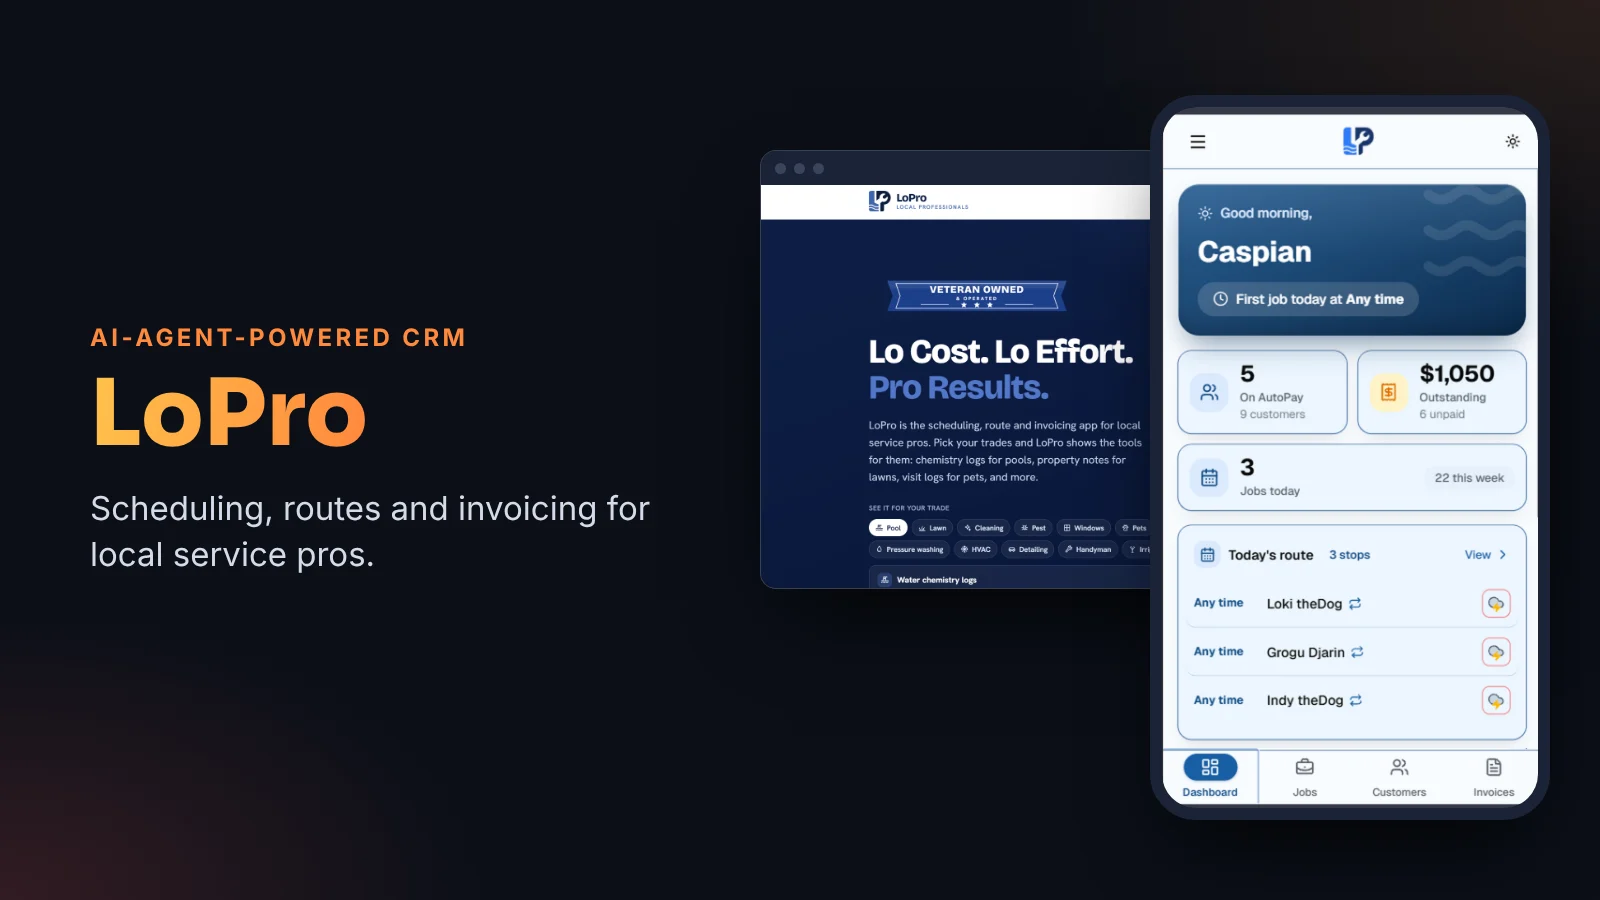 AI-AGENT-POWERED CRM
LoPro
Scheduling, routes and invoicing for
local service pros.
LoPro
LOCAL PROFESSIONALS
VETERAN OWNED
& OPERATED
Lo Cost. Lo Effort.
Pro Results.
LoPro is the scheduling, route and invoicing app for local
service pros. Pick your trades and LoPro shows the tools
for them: chemistry logs for pools, property notes for
lawns, visit logs for pets, and more.
SEE IT FOR YOUR TRADE
Pool Lawn Cleaning Pest Windows Pets
Pressure washing HVAC Detailing Handyman
Water chemistry logs
LP
Good morning,
Caspian
First job today at Any time
5
On AutoPay
9 customers
$1,050
Outstanding
6 unpaid
3
Jobs today
22 this week
Today's route 3 stops View
Any time Loki theDog
Any time Grogu Djarin
Any time Indy theDog
Dashboard Jobs Customers Invoices